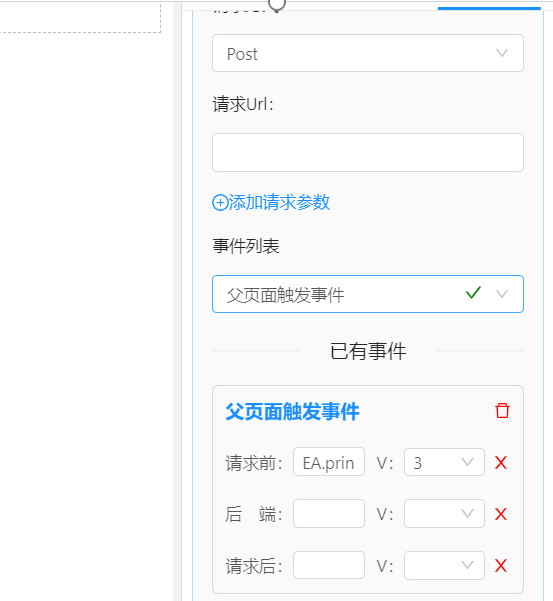 Post
请求Url:
添加请求参数
事件列表
父页面触发事件
已有事件
父页面触发事件
请求前: EA.prin V: 3 X
后 端: V: X
请求后: V: X